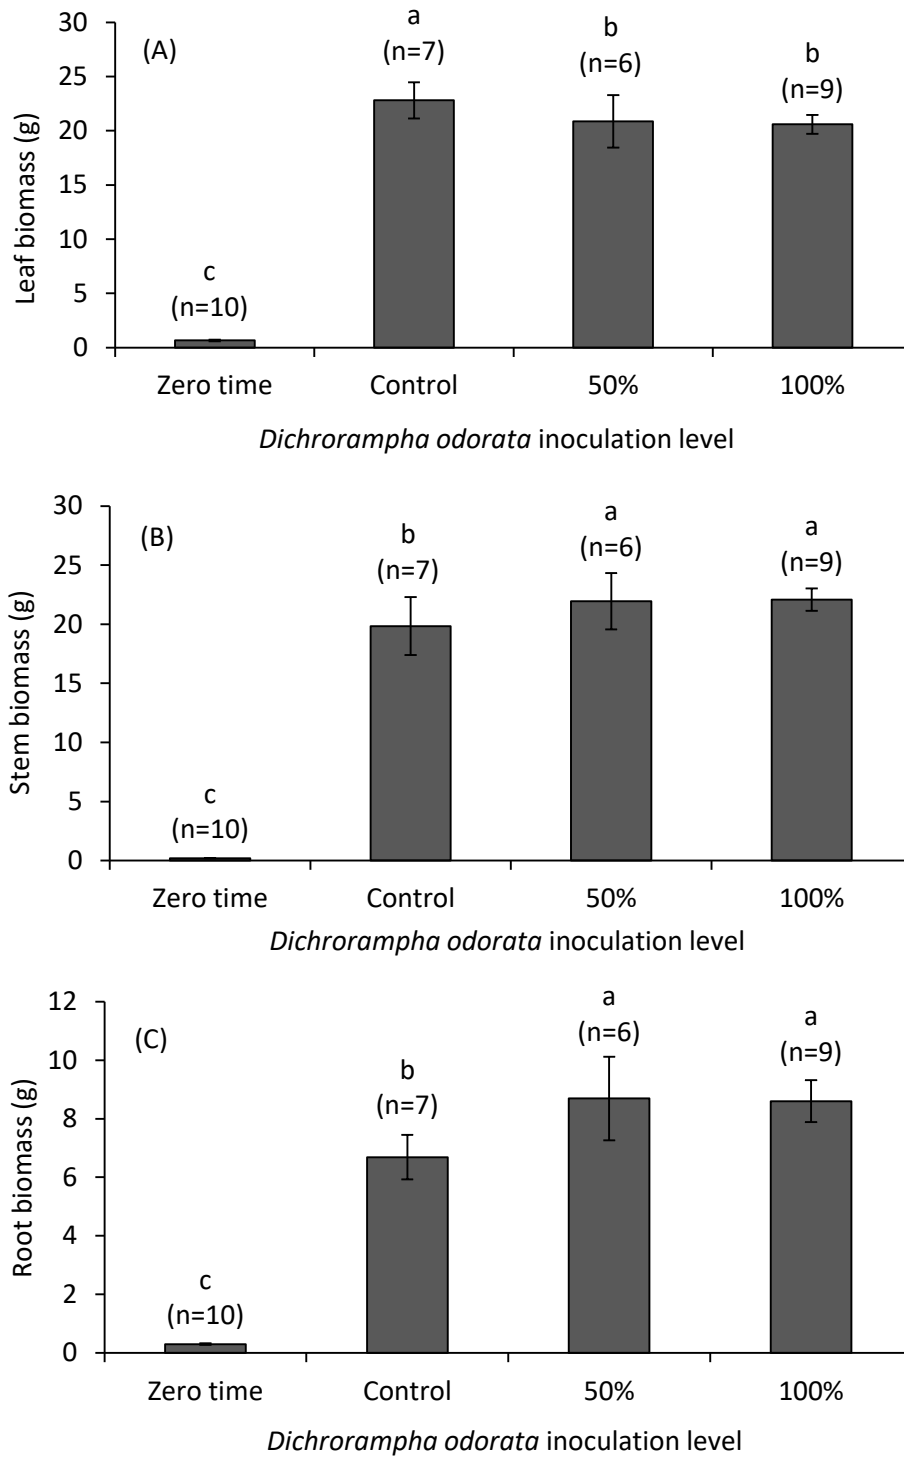 (A)
Leaf biomass (g)
30
25
20
15
10
5
0
c
(n=10)
a
(n=7)
b
(n=6)
b
(n=9)
Zero time Control 50% 100%
Dichrorampha odorata inoculation level
(B)
Stem biomass (g)
30
25
20
15
10
5
0
c
(n=10)
b
(n=7)
a
(n=6)
a
(n=9)
Zero time Control 50% 100%
Dichrorampha odorata inoculation level
(C)
Root biomass (g)
12
10
8
6
4
2
0
c
(n=10)
b
(n=7)
a
(n=6)
a
(n=9)
Zero time Control 50% 100%
Dichrorampha odorata inoculation level